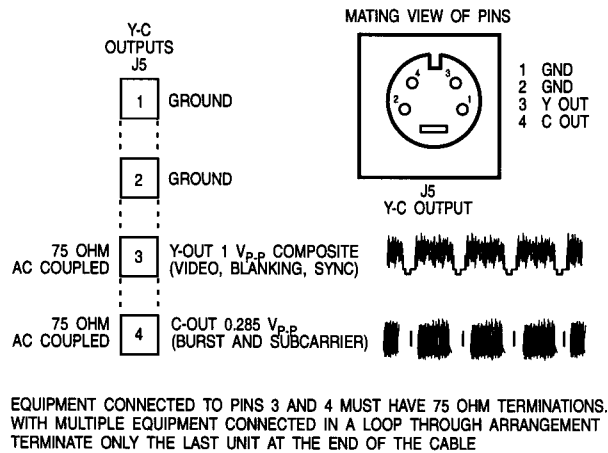 Y-C
OUTPUTS
J5
1 GROUND
2 GROUND
75 OHM
AC COUPLED
3
Y-OUT 1 VP-P COMPOSITE
(VIDEO, BLANKING, SYNC)
75 OHM
AC COUPLED
4
C-OUT 0.285 VP-P
(BURST AND SUBCARRIER)
MATING VIEW OF PINS
4 3
2 1
1 GND
2 GND
3 Y OUT
4 C OUT
J5
Y-C OUTPUT
EQUIPMENT CONNECTED TO PINS 3 AND 4 MUST HAVE 75 OHM TERMINATIONS.
WITH MULTIPLE EQUIPMENT CONNECTED IN A LOOP THROUGH ARRANGEMENT
TERMINATE ONLY THE LAST UNIT AT THE END OF THE CABLE